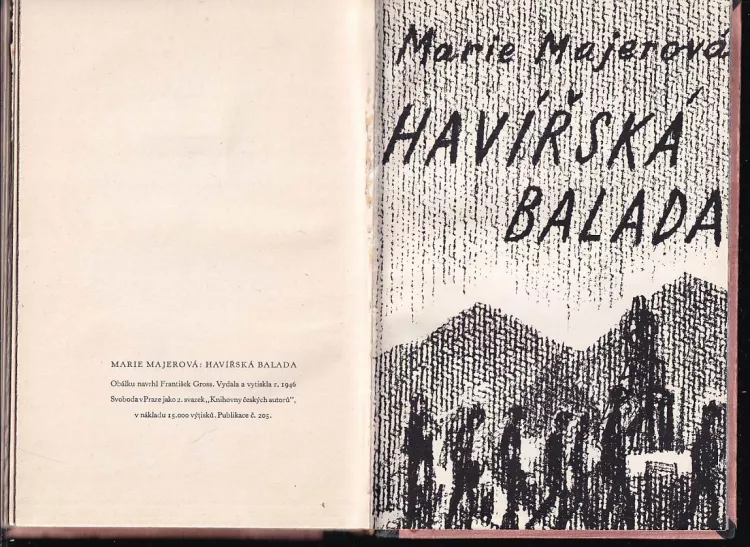 MARIE MAJEROVÁ: HAVÍŘSKÁ BALADA
Obálku navrhl František Gross. Vydala a vytiskla r. 1946
Svoboda v Praze jako 2. svazek „Knihovny českých autorů“,
v nákladu 15.000 výtisků. Publikace č. 205.
Marie Majerová
HAVÍŘSKÁ
BALADA